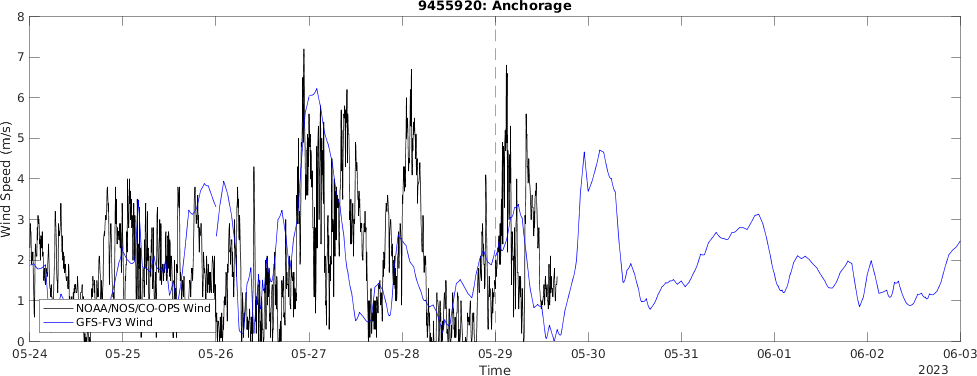 9455920: Anchorage
8
7
6
5
4
3
2
1
0
Wind Speed (m/s)
NOAA/NOS/CO-OPS Wind
GFS-FV3 Wind
05-24 05-25 05-26 05-27 05-28 05-29 05-30 05-31 06-01 06-02 06-03
Time
2023